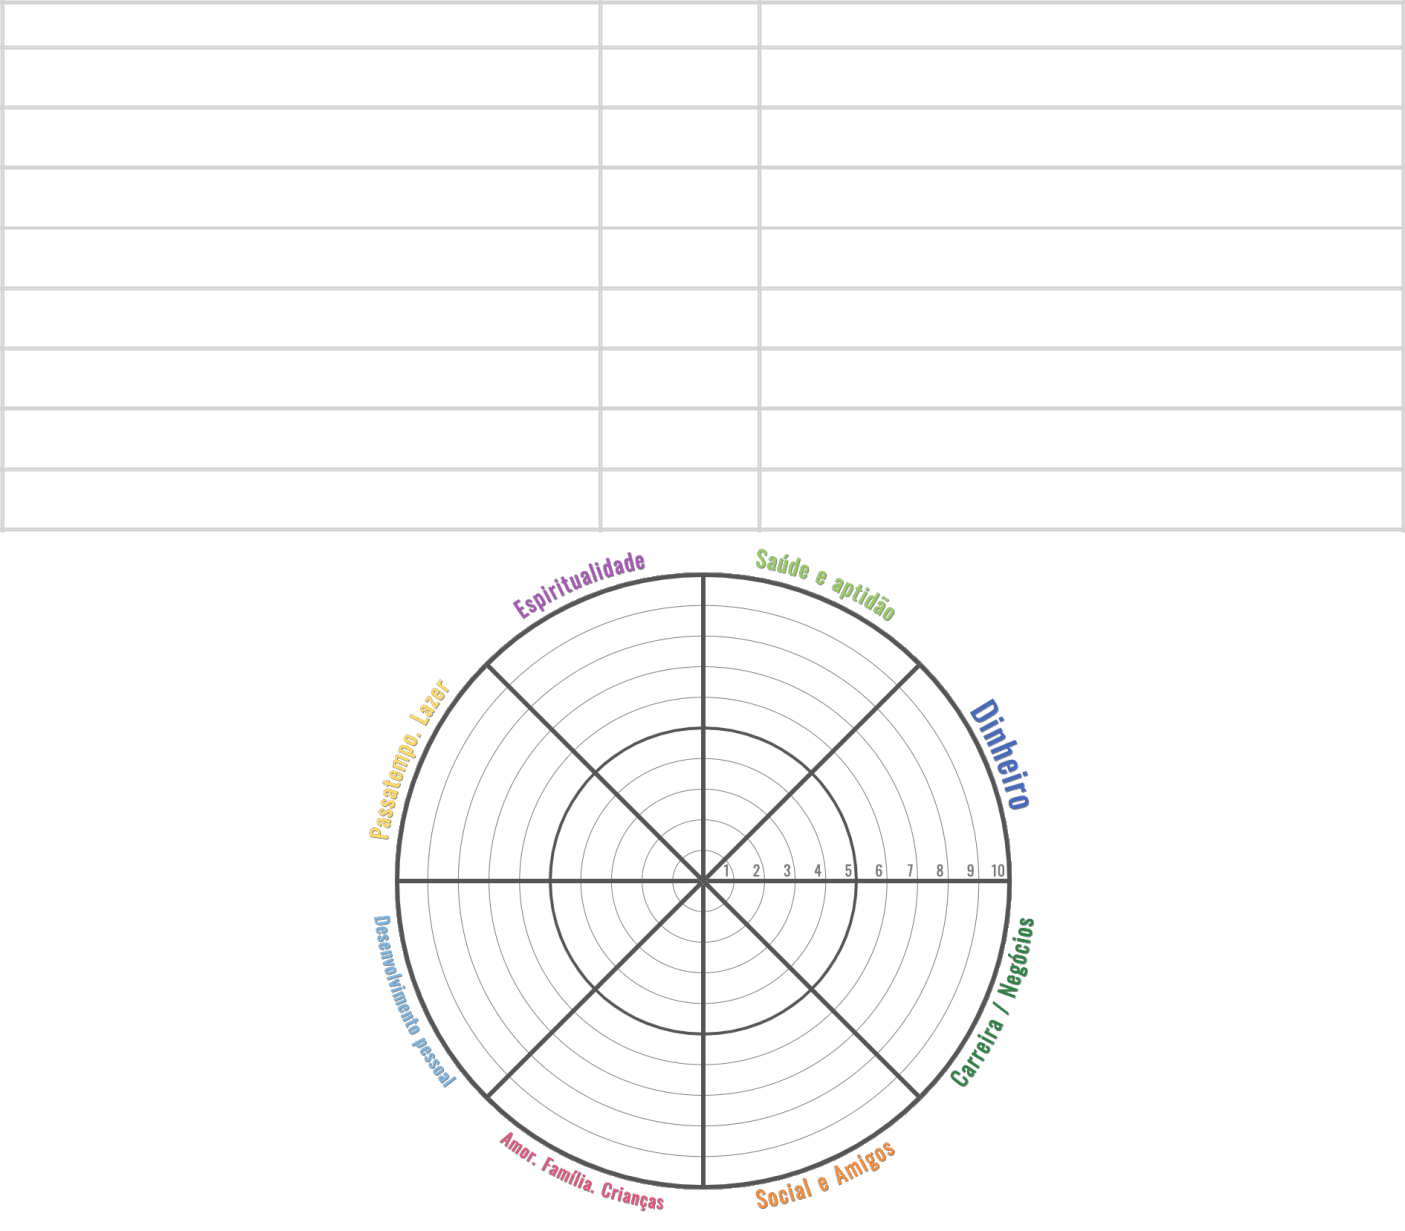 Espiritualidade
Saúde e aptidão
Passatempo. Lazer
Dinheiro
1 2 3 4 5 6 7 8 9 10
Desenvolvimento pessoal
Carreira / Negócios
Amor. Família. Crianças
Social e Amigos